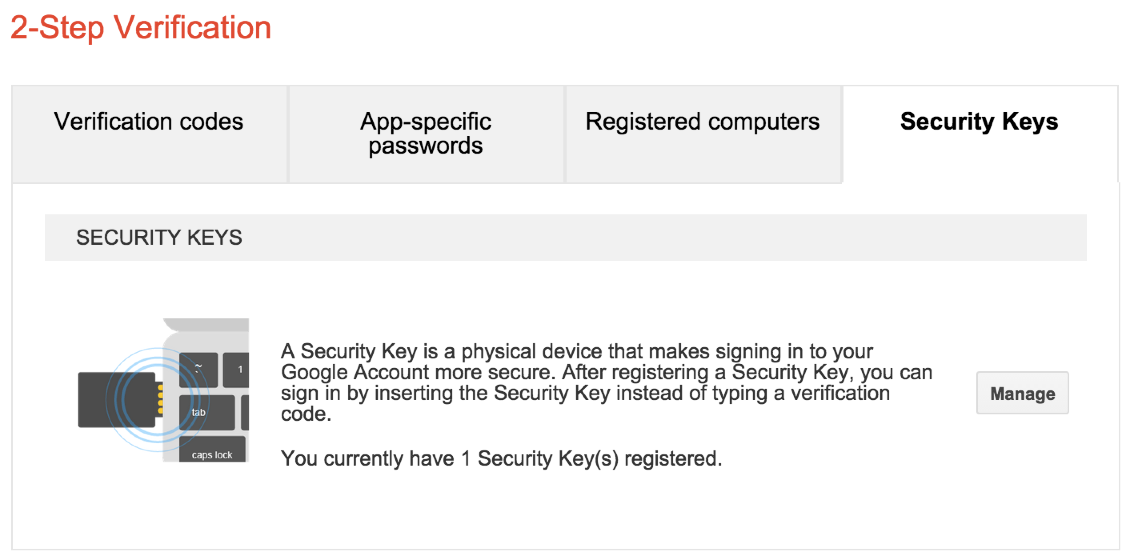 2-Step Verification
Verification codes
App-specific
passwords
Registered computers
Security Keys
SECURITY KEYS
~
1
tab
caps lock
A Security Key is a physical device that makes signing in to your
Google Account more secure. After registering a Security Key, you can
sign in by inserting the Security Key instead of typing a verification
code.
You currently have 1 Security Key(s) registered.
Manage